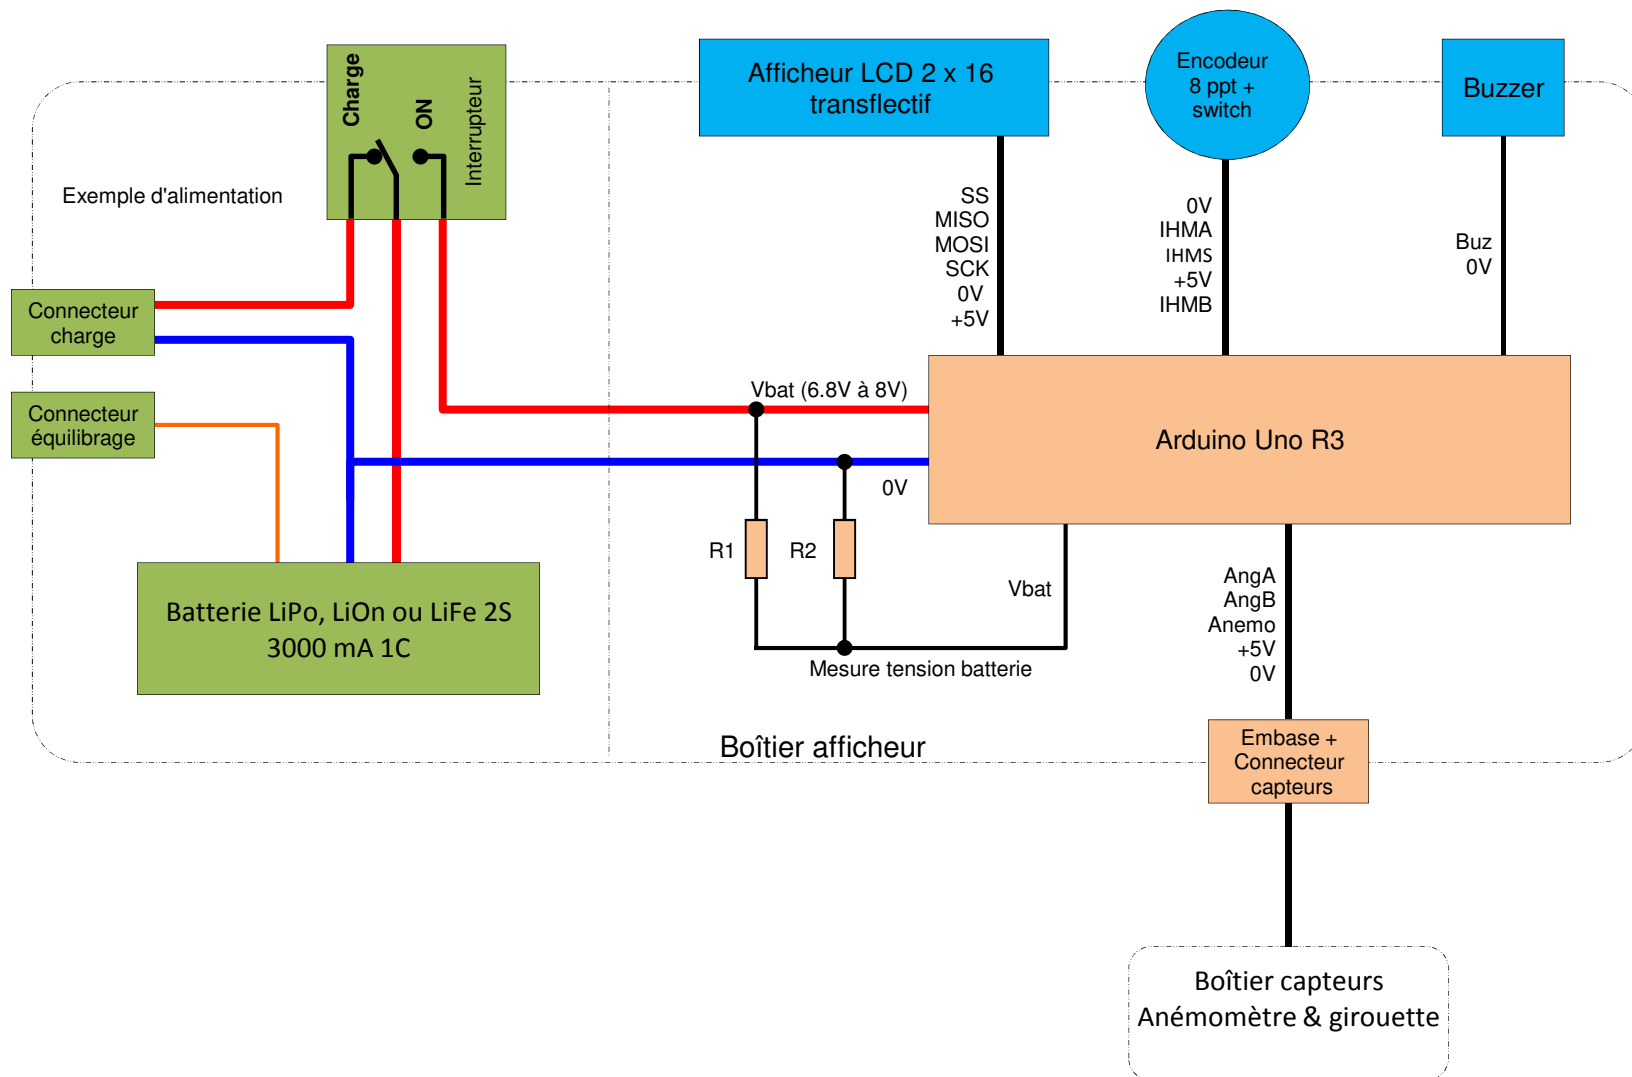 Charge
ON
Interrupteur
Exemple d'alimentation
Afficheur LCD 2 x 16
transflectif
Encodeur
8 ppt +
switch
Buzzer
SS
MISO
MOSI
SCK
0V
+5V
0V
IHMA
IHMS
+5V
IHMB
Buz
0V
Connecteur
charge
Connecteur
équilibrage
Vbat (6.8V à 8V)
Arduino Uno R3
0V
R1
R2
Vbat
Mesure tension batterie
AngA
AngB
Anemo
+5V
0V
Batterie LiPo, LiOn ou LiFe 2S
3000 mA 1C
Boîtier afficheur
Embase +
Connecteur
capteurs
Boîtier capteurs
Anémomètre & girouette